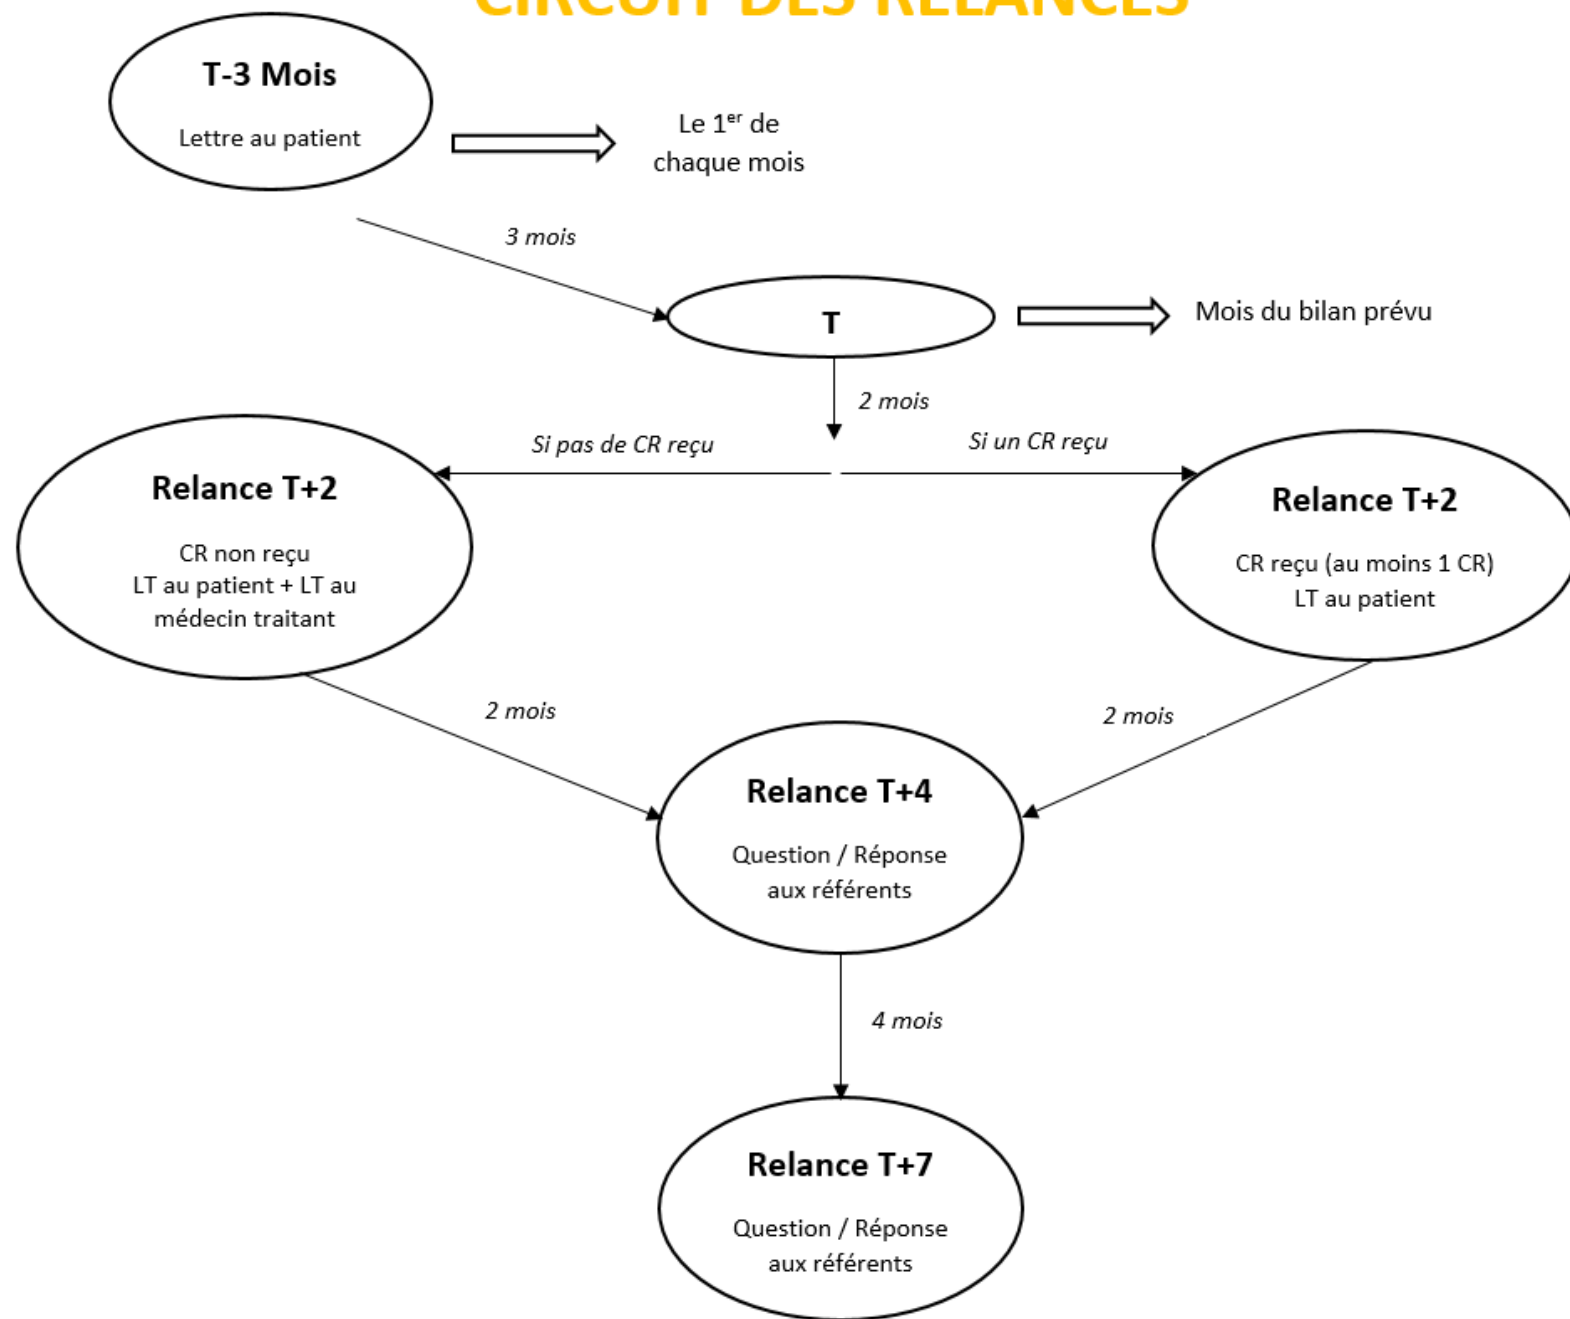 CIRCUIT DES RELANCES
T-3 Mois
Lettre au patient
Le 1er de
chaque mois
3 mois
T
Mois du bilan prévu
2 mois
Si pas de CR reçu
Si un CR reçu
Relance T+2
CR non reçu
LT au patient + LT au
médecin traitant
Relance T+2
CR reçu (au moins 1 CR)
LT au patient
2 mois
2 mois
Relance T+4
Question / Réponse
aux référents
4 mois
Relance T+7
Question / Réponse
aux référents